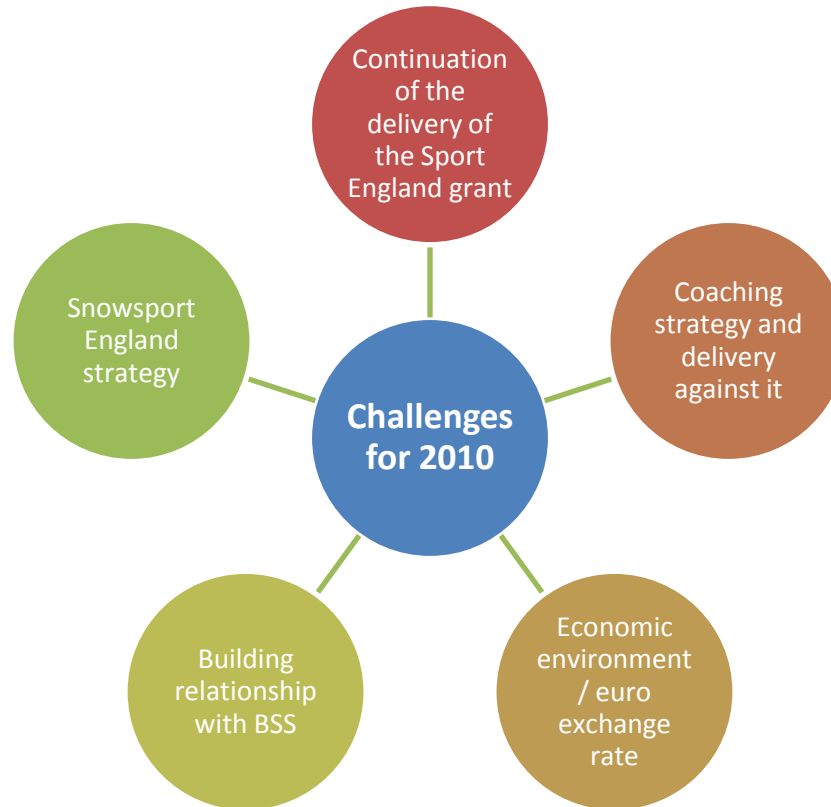 Continuation
of the
delivery of
the Sport
England grant
Snowsport
England
strategy
Coaching
strategy and
delivery
against it
Challenges
for 2010
Building
relationship
with BSS
Economic
environment
/ euro
exchange
rate